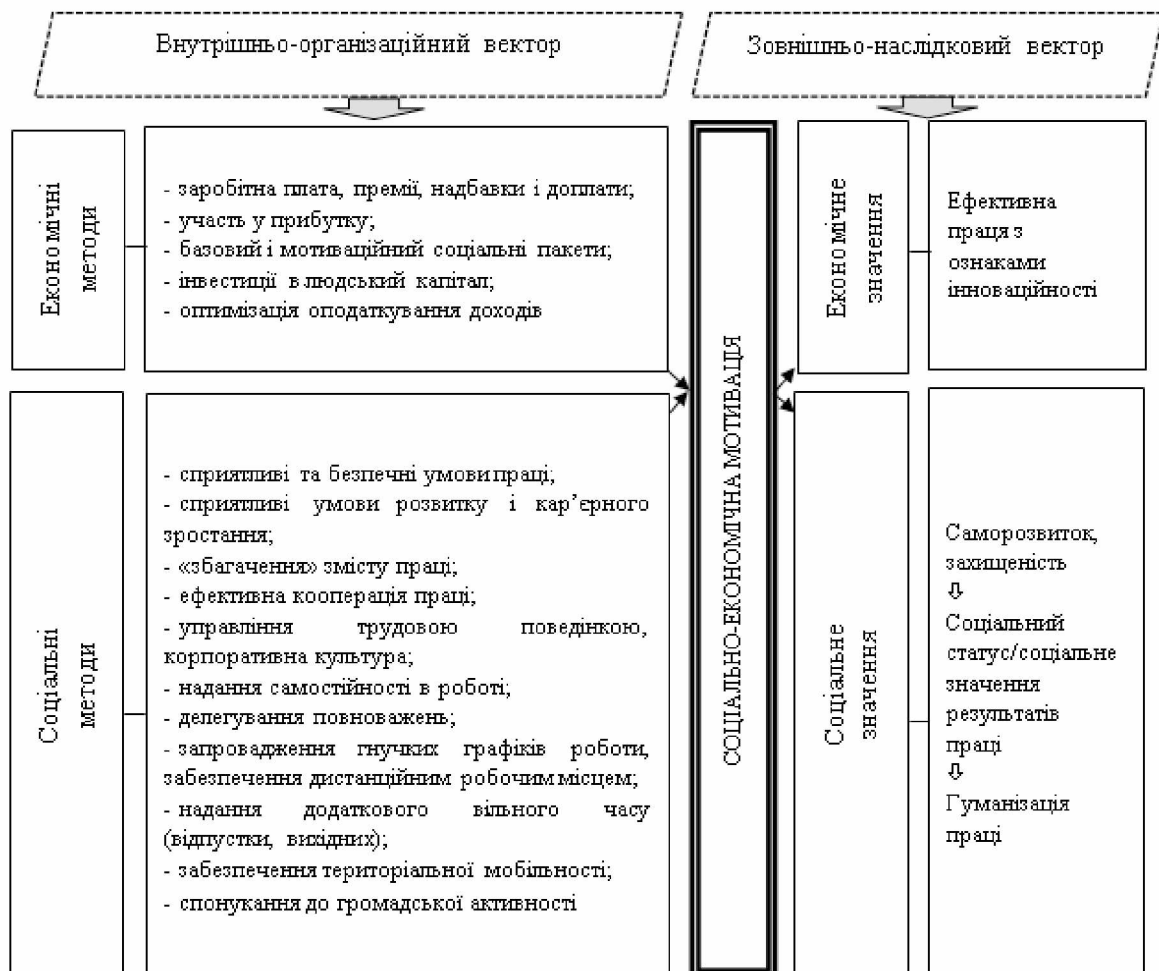 Внутрішньо-організаційний вектор
Зовнішньо-наслідковий вектор
Економічні
методи
- заробітна плата, премії, надбавки і доплати;
- участь у прибутку;
- базовий і мотиваційний соціальні пакети;
- інвестиції в людський капітал;
- оптимізація оподаткування доходів
Соціальні
методи
- сприятливі та безпечні умови праці;
- сприятливі умови розвитку і кар’єрного
зростання;
- «збагачення» змісту праці;
- ефективна кооперація праці;
- управління трудовою поведінкою,
корпоративна культура;
- надання самостійності в роботі;
- делегування повноважень;
- запровадження гнучких графіків роботи,
забезпечення дистанційним робочим місцем;
- надання додаткового вільного часу
(відпустки, вихідних);
- забезпечення територіальної мобільності;
- спонукання до громадської активності
СОЦІАЛЬНО-ЕКОНОМІЧНА МОТИВАЦІЯ
Економічне
значення
Ефективна
праця з
ознаками
інноваційності
Соціальне
значення
Саморозвиток,
захищеність
Соціальний
статус/соціальне
значення
результатів
праці
Гуманізація
праці